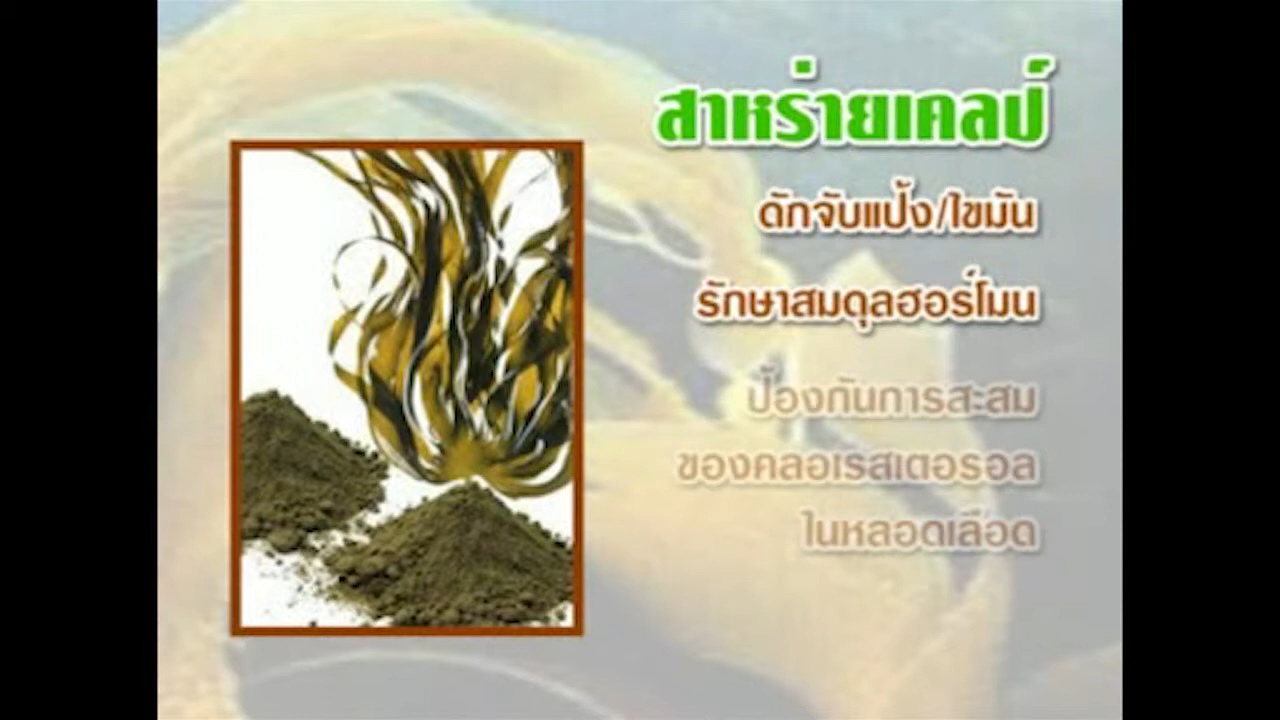 สาหร่ายเคลป์
ดักจับแป้ง/ไขมัน
รักษาสมดุลฮอร์โมน
ป้องกันการสะสม
ของคลอเรสเตอรอล
ในหลอดเลือด